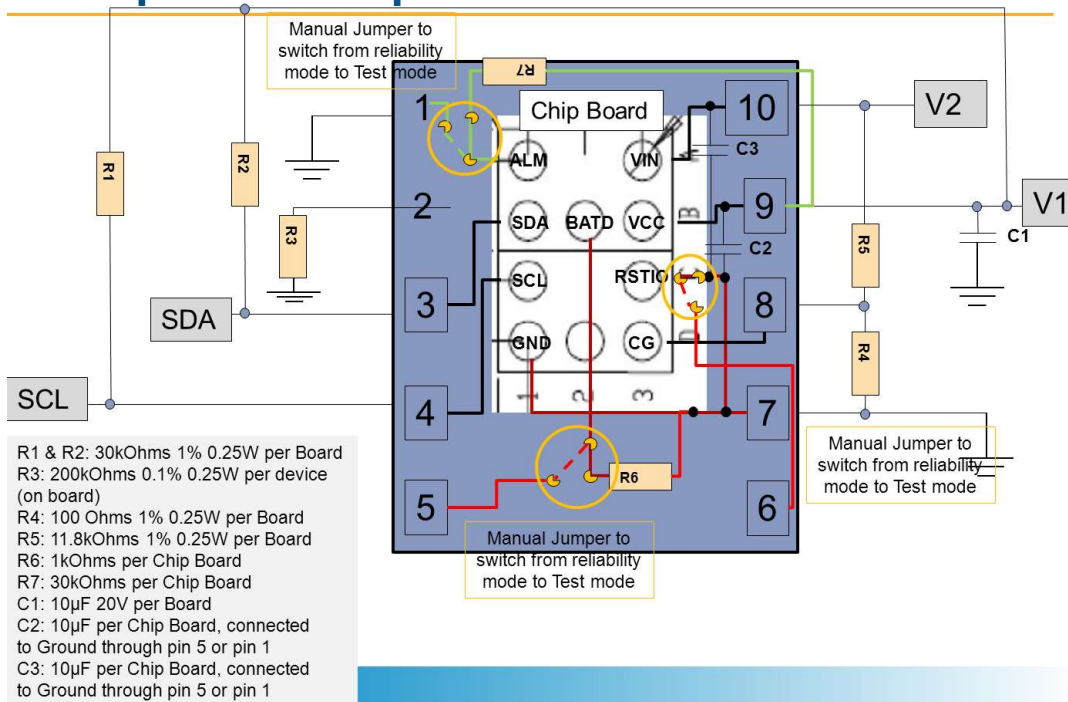 Manual Jumper to
switch from reliability
mode to Test mode
R7
1
Chip Board
10
V2
ALM
VIN
C3
R1
R2
2
SDA
BATD
VCC
B
9
V1
R3
C2
R5
C1
SCL
RSTIO
3
8
SDA
GND
CG
D
R4
SCL
4
1
2
3
7
R1 & R2: 30kOhms 1% 0.25W per Board
R3: 200kOhms 0.1% 0.25W per device
(on board)
R4: 100 Ohms 1% 0.25W per Board
R5: 11.8kOhms 1% 0.25W per Board
R6: 1kOhms per Chip Board
R7: 30kOhms per Chip Board
C1: 10µF 20V per Board
C2: 10µF per Chip Board, connected
to Ground through pin 5 or pin 1
C3: 10µF per Chip Board, connected
to Ground through pin 5 or pin 1
Manual Jumper to
switch from reliability
mode to Test mode
R6
5
6
Manual Jumper to
switch from reliability
mode to Test mode